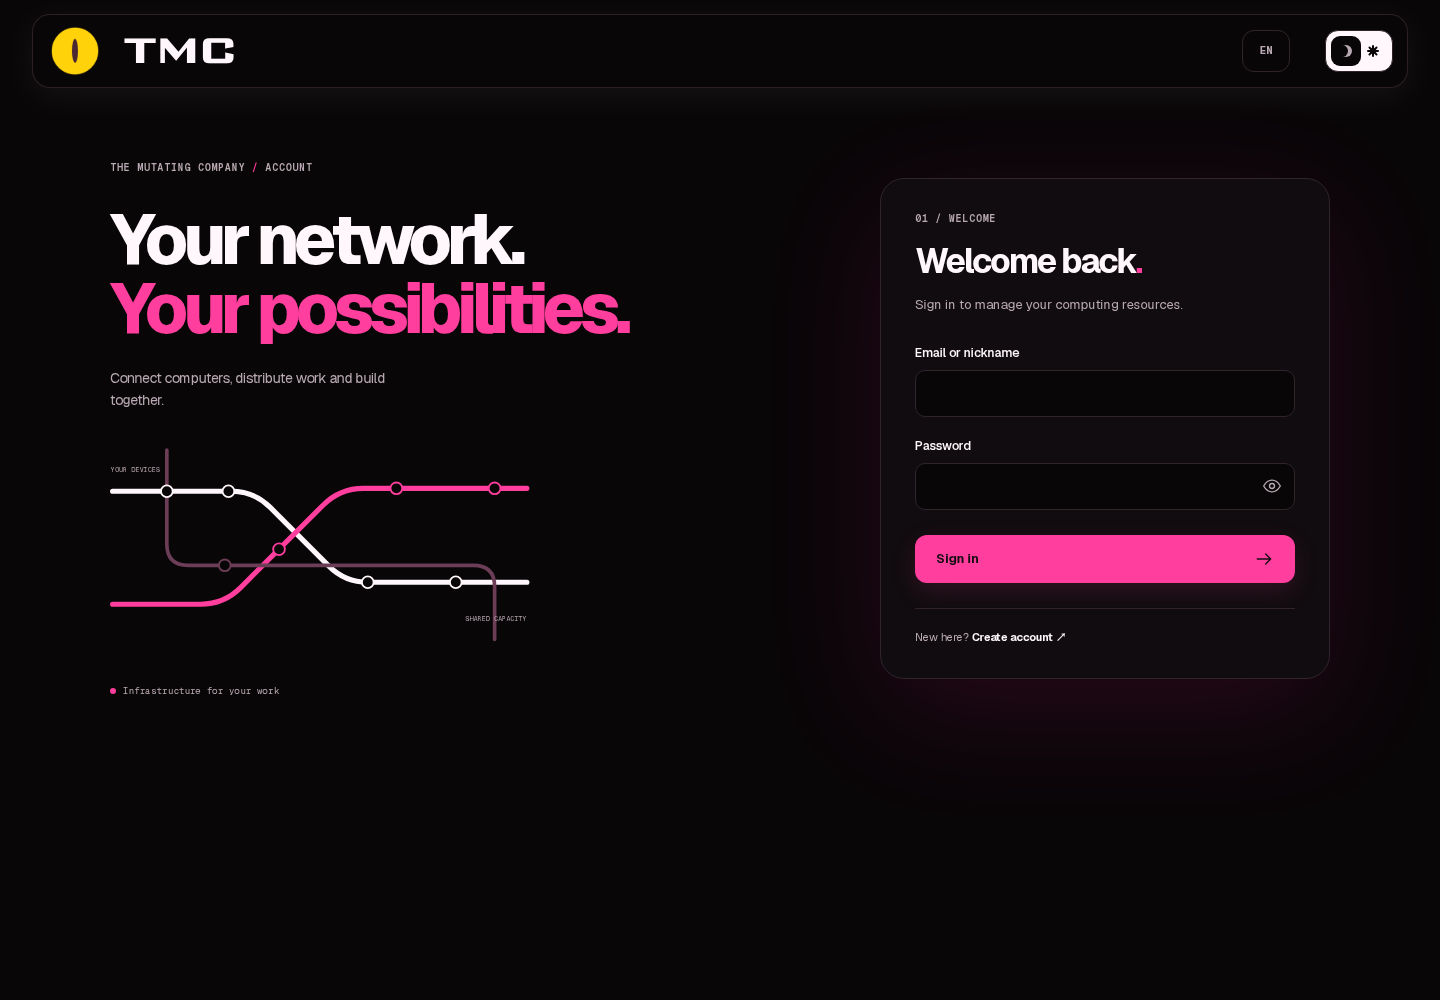 TMC
EN
THE MUTATING COMPANY / ACCOUNT
Your network.
Your possibilities.
Connect computers, distribute work and build
together.
YOUR DEVICES
SHARED CAPACITY
Infrastructure for your work
01 / WELCOME
Welcome back.
Sign in to manage your computing resources.
Email or nickname
Password
Sign in →
New here? Create account ↗